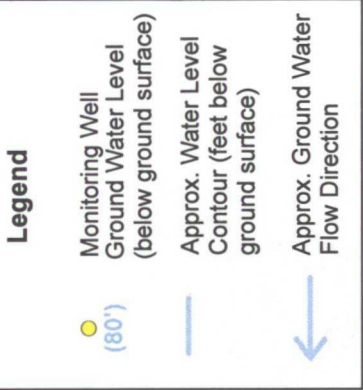 Legend
(80')
Monitoring Well
Ground Water Level
(below ground surface)
Approx. Water Level
Contour (feet below
ground surface)
Approx. Ground Water
Flow Direction